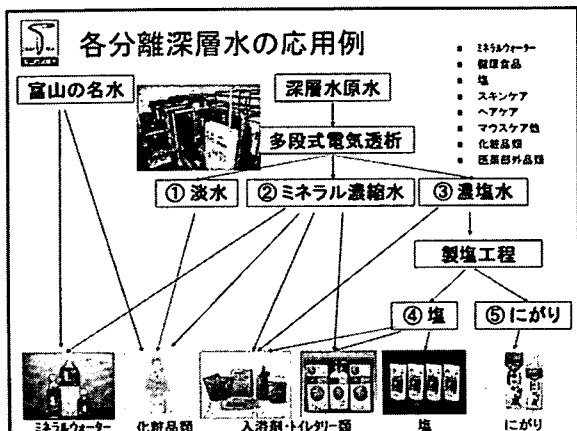 各分離深層水の応用例
■ ミネラルウォーター
■ 健康食品
■ 塩
■ スキンケア
■ ヘアケア
■ マウスケア他
■ 化粧品類
■ 医薬部外品類
富山の名水
深層水原水
多段式電気透析
① 淡水
② ミネラル濃縮水
③ 濃塩水
製塩工程
④ 塩
⑤ にがり
ミネラルウォーター
化粧品類
入浴剤・トイレタリー類
塩
にがり